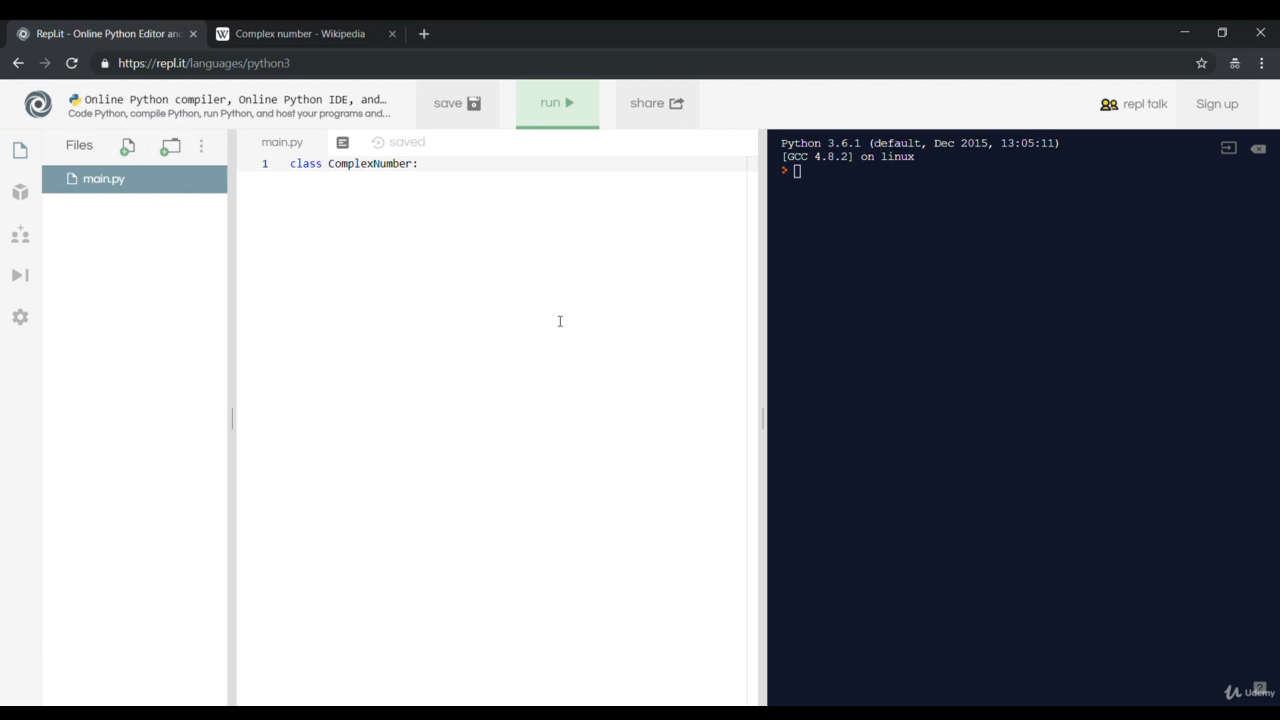 Repl.it - Online Python Editor an
Complex number - Wikipedia
https://repl.it/languages/python3
Online Python compiler, Online Python IDE, and…
Code Python, compile Python, run Python, and host your programs and…
save
run
share
repl talk
Sign up
Files
main.py
saved
main.py
1 class ComplexNumber:
Python 3.6.1 (default, Dec 2015, 13:05:11)
[GCC 4.8.2] on linux
>
Udemy